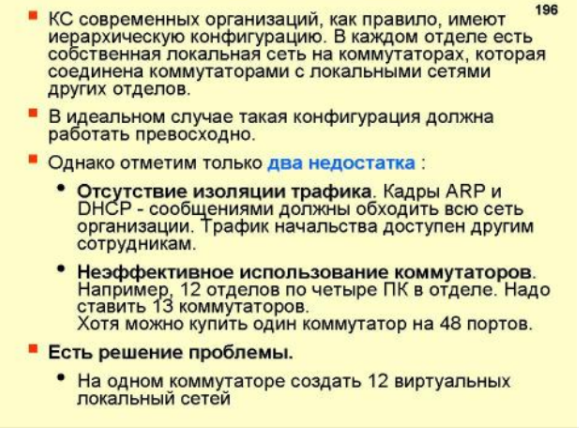 196
КС современных организаций, как правило, имеют
иерархическую конфигурацию. В каждом отделе есть
собственная локальная сеть на коммутаторах, которая
соединена коммутаторами с локальными сетями
других отделов.
В идеальном случае такая конфигурация должна
работать превосходно.
Однако отметим только два недостатка :
Отсутствие изоляции трафика. Кадры ARP и
DHCP - сообщениями должны обходить всю сеть
организации. Трафик начальства доступен другим
сотрудникам.
Неэффективное использование коммутаторов.
Например, 12 отделов по четыре ПК в отделе. Надо
ставить 13 коммутаторов.
Хотя можно купить один коммутатор на 48 портов.
Есть решение проблемы.
На одном коммутаторе создать 12 виртуальных
локальный сетей